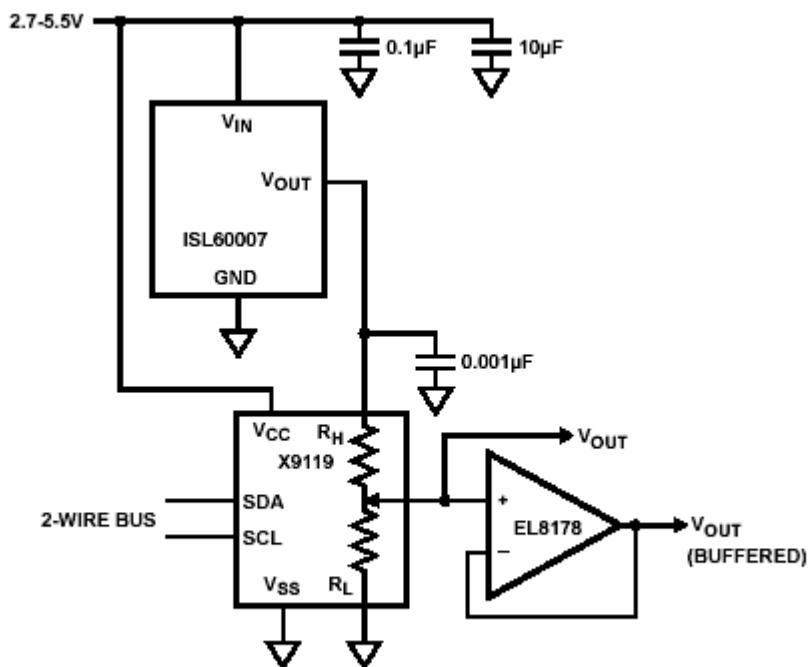 2.7-5.5V
0.1µF
10µF
VIN
VOUT
ISL60007
GND
0.001µF
VCC
RH
X9119
VOUT
2-WIRE BUS
SDA
SCL
+
EL8178
–
VOUT
(BUFFERED)
VSS
RL